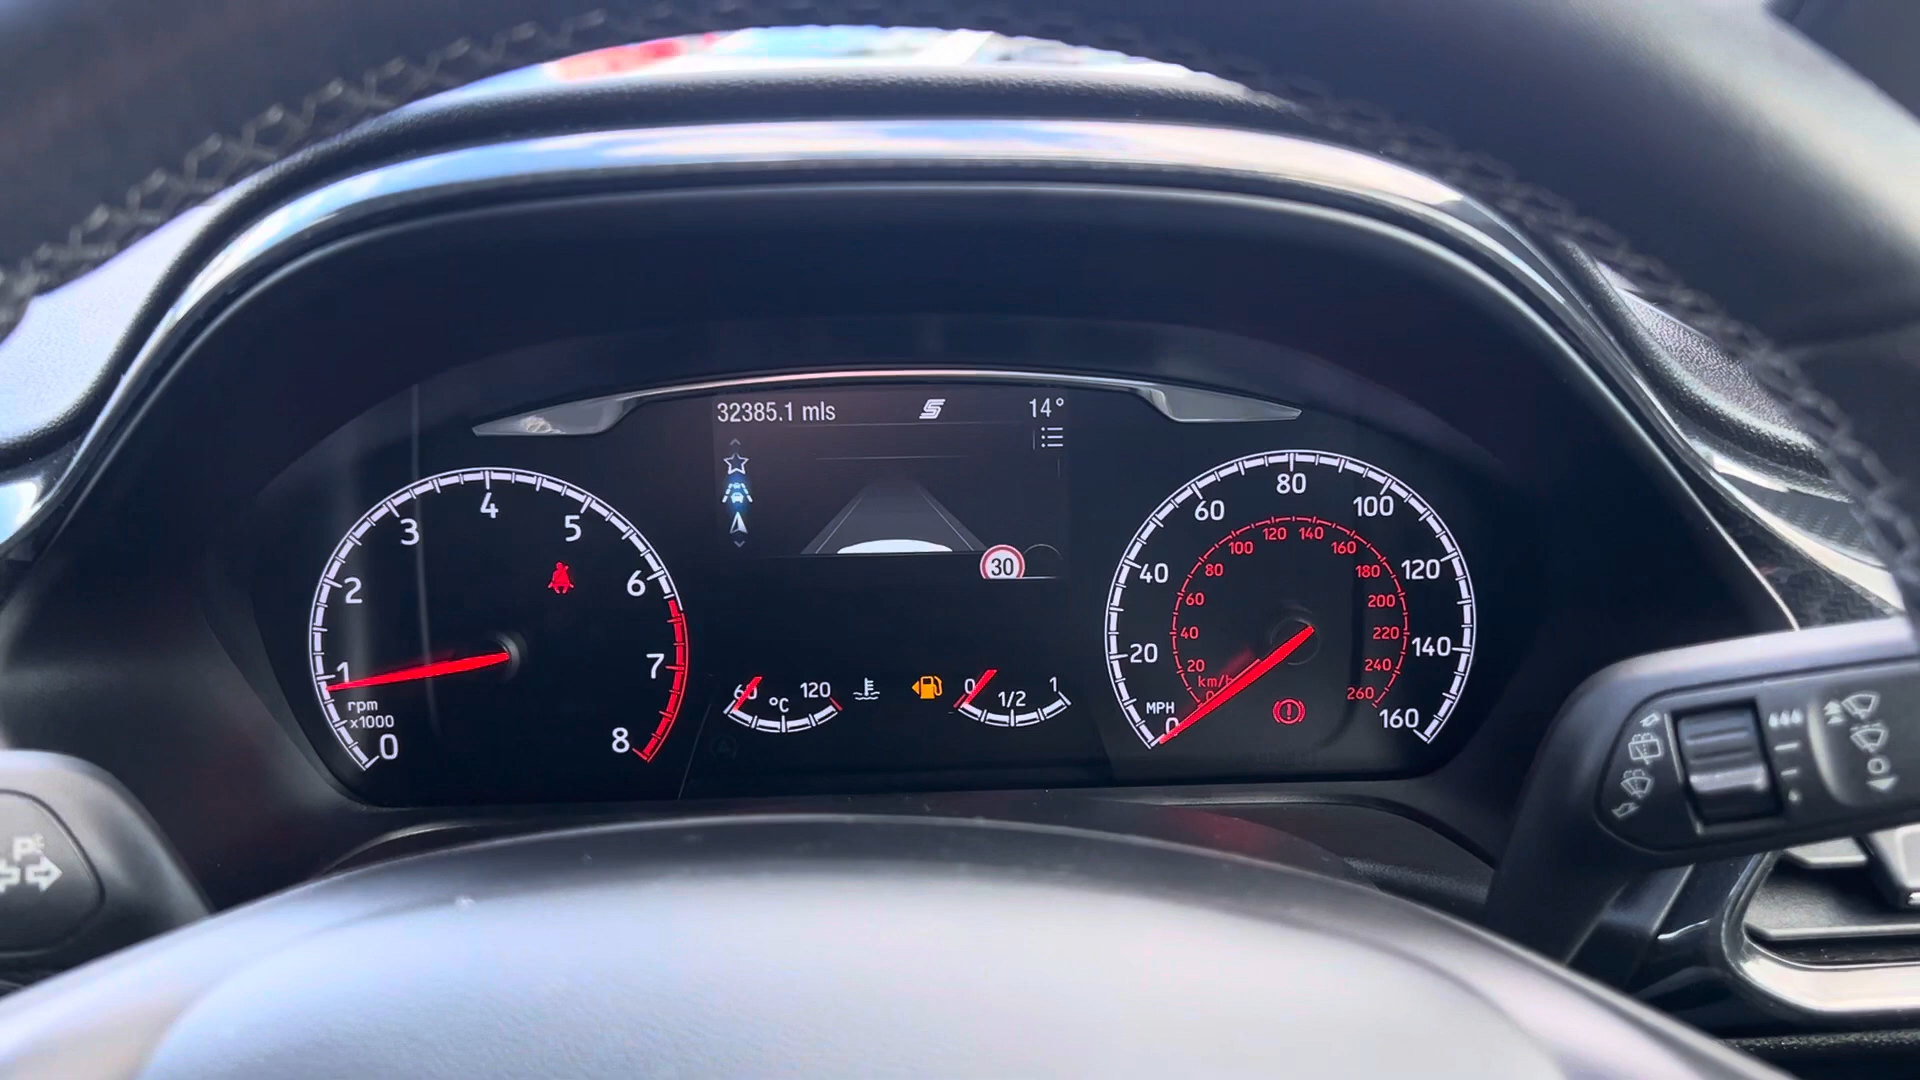 32385.1 mls S 14°
30
0 1 2 3 4 5 6 7 8
rpm
x1000
60 120
°C
0 1/2 1
0 20 40 60 80 100 120 140 160
MPH
0 20 40 60 80 100 120 140 160 180 200 220 240 260
km/h
P
O